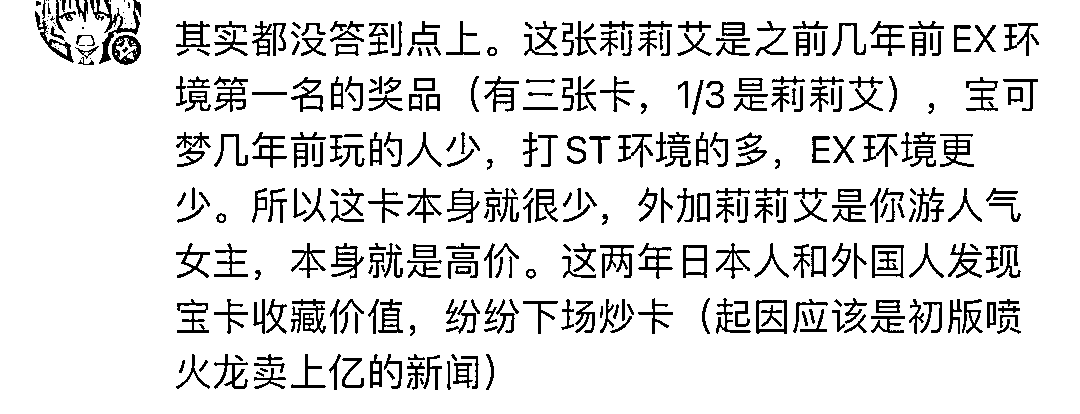 其实都没答到点上。这张莉莉艾是之前几年前EX环
境第一名的奖品（有三张卡，1/3是莉莉艾），宝可
梦几年前玩的人少，打ST环境的多，EX环境更
少。所以这卡本身就很少，外加莉莉艾是你游人气
女主，本身就是高价。这两年日本人和外国人发现
宝卡收藏价值，纷纷下场炒卡（起因应该是初版喷
火龙卖上亿的新闻）